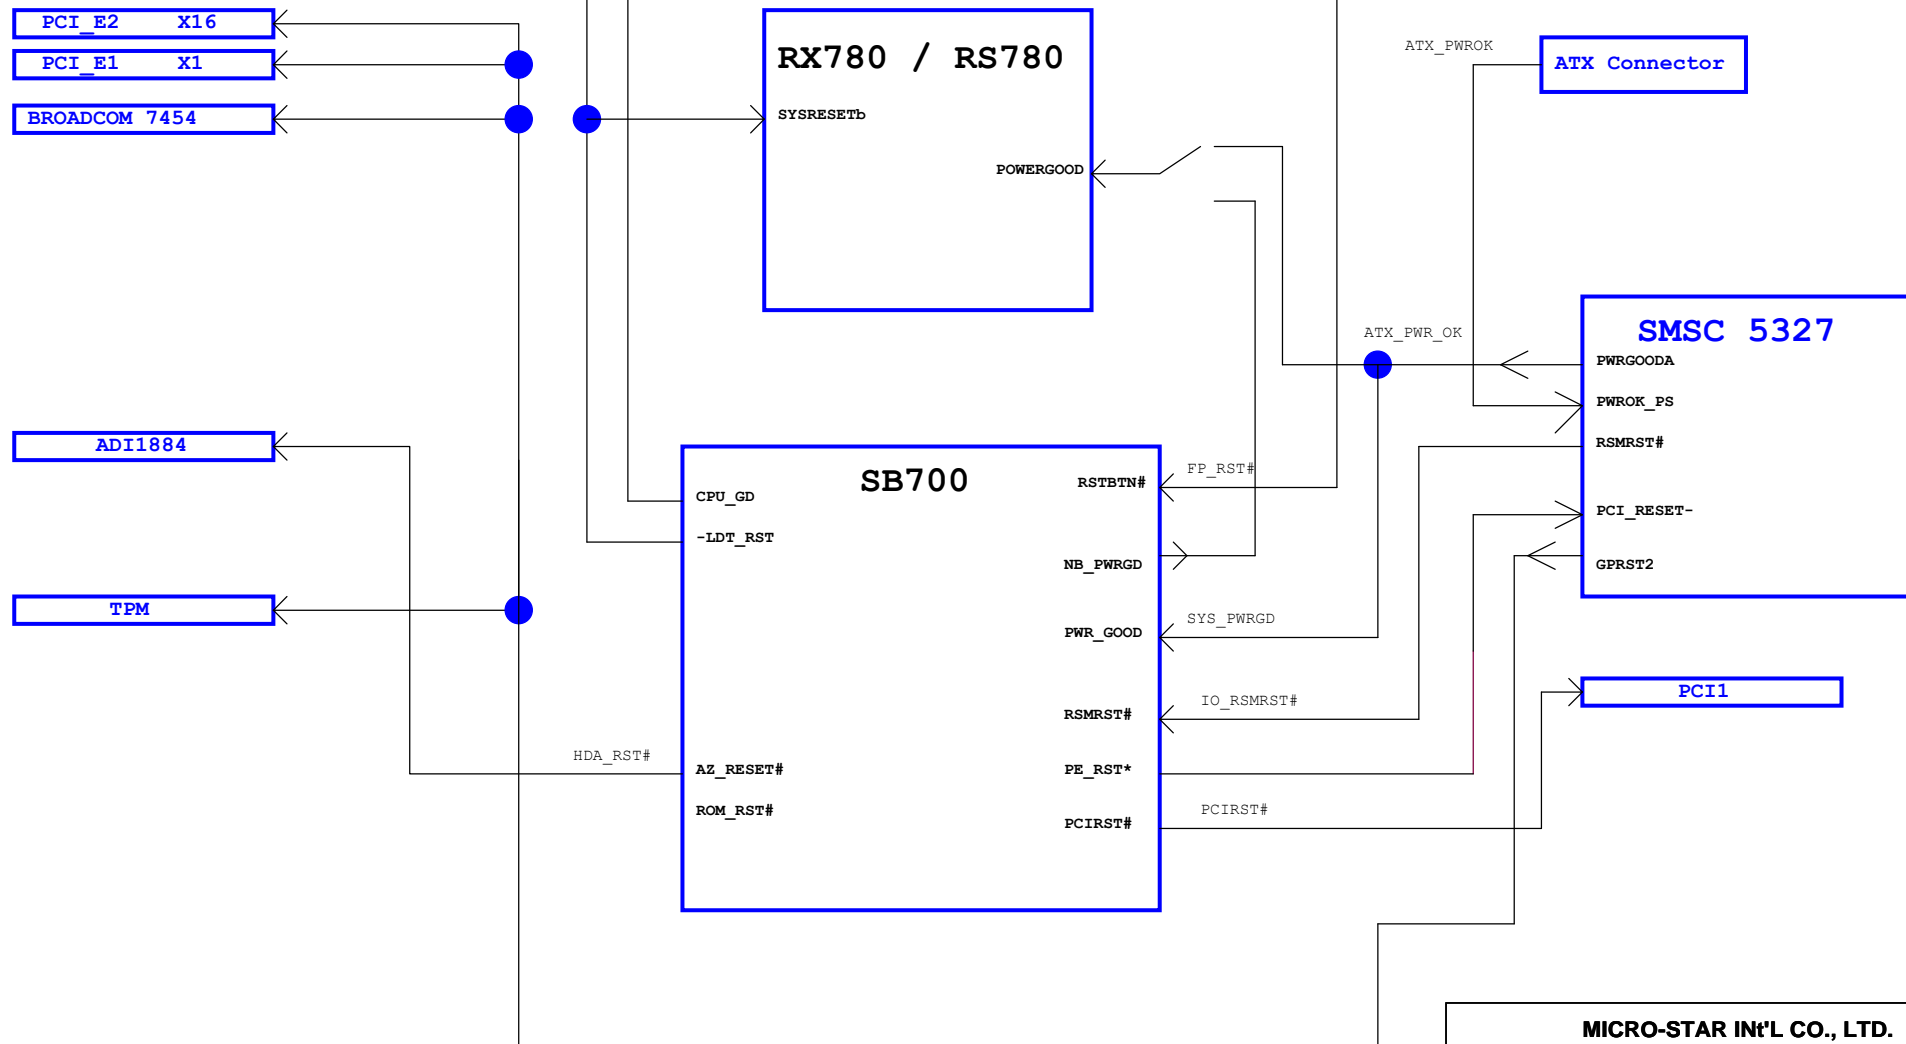 PCI_E2 X16
PCI_E1 X1
BROADCOM 7454
RX780 / RS780
SYSRESETb
POWERGOOD
ATX_PWROK
ATX Connector
ATX_PWR_OK
SMSC 5327
PWRGOODA
PWROK_PS
RSMRST#
PCI_RESET-
GPRST2
ADI1884
TPM
SB700
CPU_GD
-LDT_RST
RSTBTN#
FP_RST#
NB_PWRGD
PWR_GOOD
SYS_PWRGD
RSMRST#
IO_RSMRST#
HDA_RST#
AZ_RESET#
PE_RST*
ROM_RST#
PCIRST#
PCIRST#
PCI1
MICRO-STAR INt'L CO., LTD.